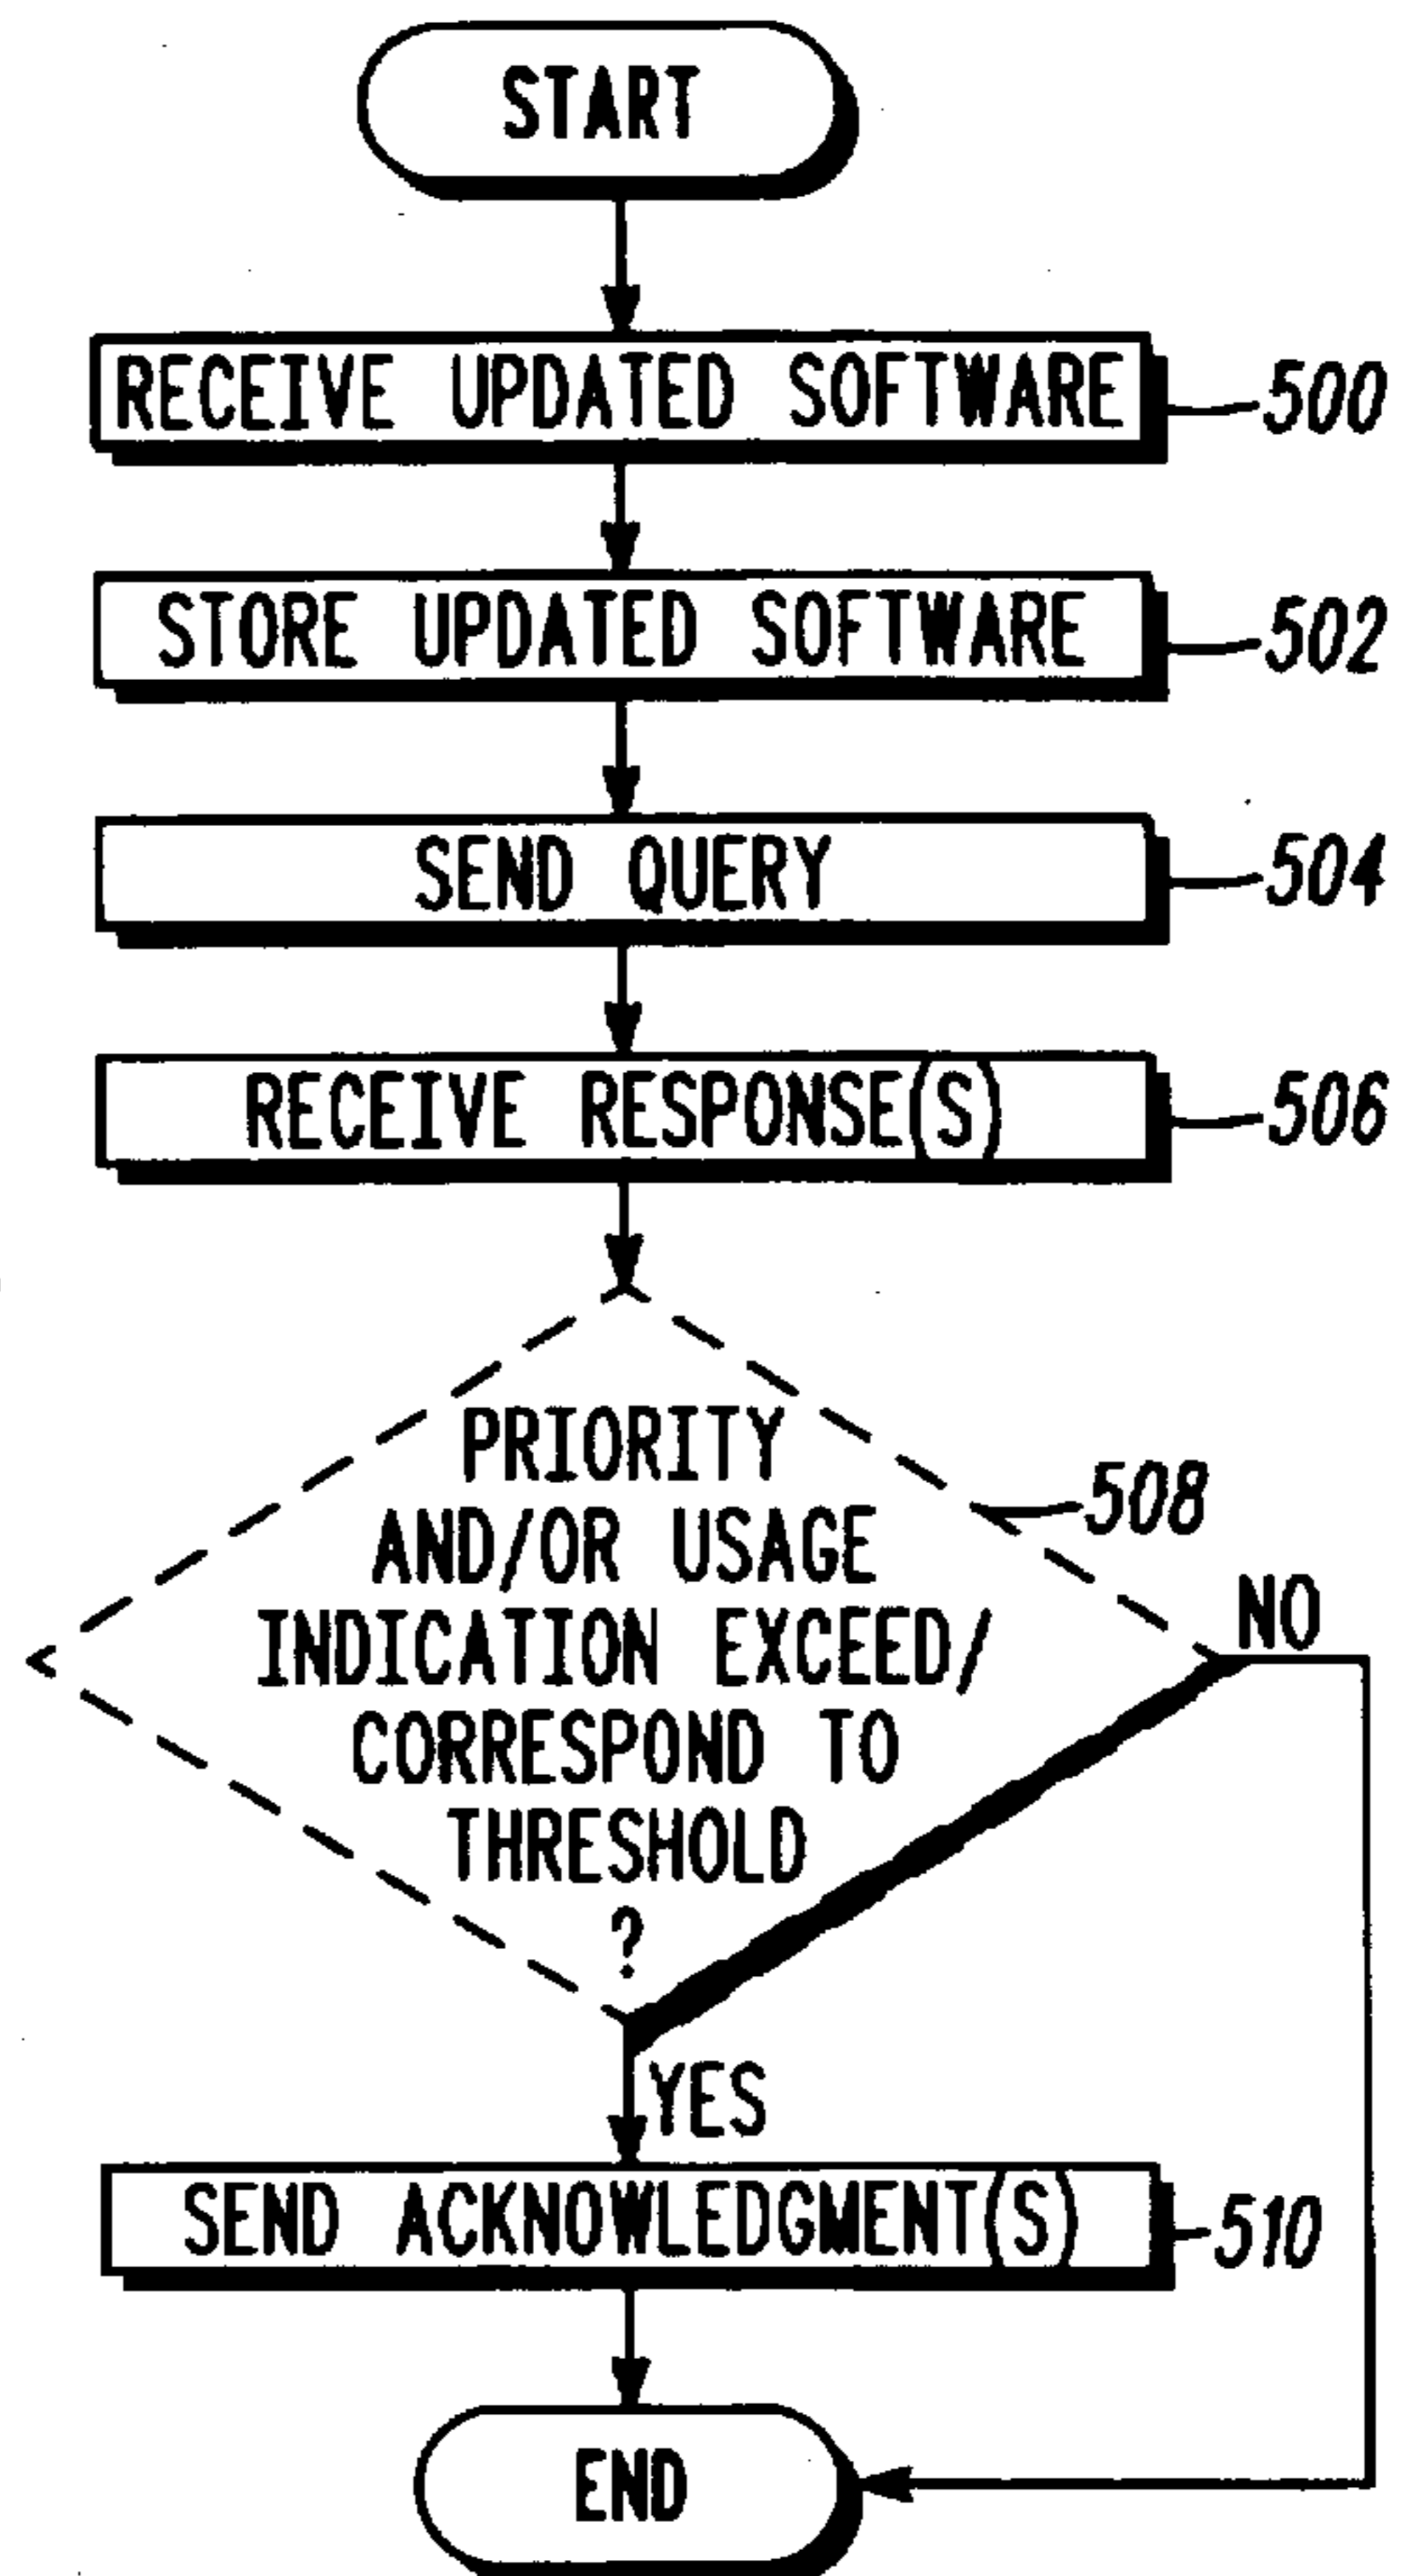 START
RECEIVE UPDATED SOFTWARE
500
STORE UPDATED SOFTWARE
502
SEND QUERY
504
RECEIVE RESPONSE(S)
506
PRIORITY
AND/OR USAGE
INDICATION EXCEED/
CORRESPOND TO
THRESHOLD
?
508
NO
YES
SEND ACKNOWLEDGMENT(S)
510
END